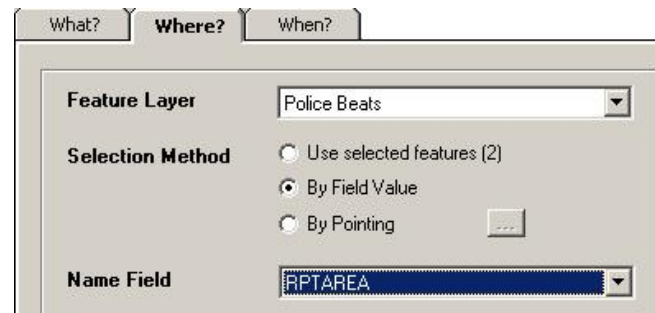 What? Where? When?
Feature Layer Police Beats
Selection Method Use selected features (2)
By Field Value
By Pointing ...
Name Field RPTAREA